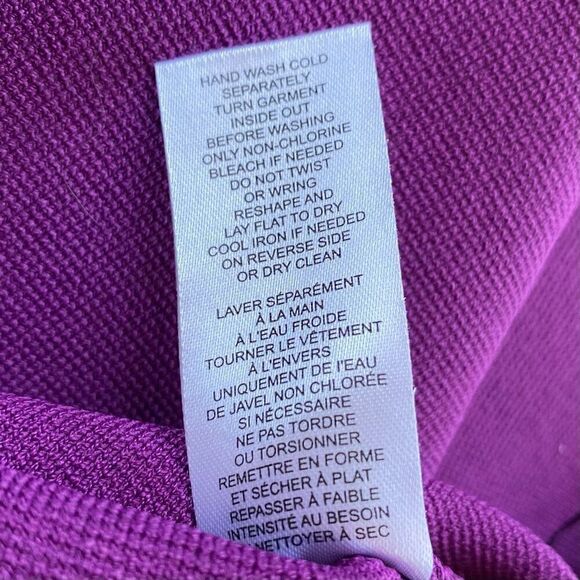 HAND WASH COLD
SEPARATELY
TURN GARMENT
INSIDE OUT
BEFORE WASHING
ONLY NON-CHLORINE
BLEACH IF NEEDED
DO NOT TWIST
OR WRING
RESHAPE AND
LAY FLAT TO DRY
COOL IRON IF NEEDED
ON REVERSE SIDE
OR DRY CLEAN
LAVER SÉPARÉMENT
À LA MAIN
À L'EAU FROIDE
TOURNER LE VÊTEMENT
À L'ENVERS
UNIQUEMENT DE l'EAU
DE JAVEL NON CHLORÉE
SI NÉCESSAIRE
NE PAS TORDRE
OU TORSIONNER
REMETTRE EN FORME
ET SÉCHER À PLAT
REPASSER À FAIBLE
INTENSITÉ AU BESOIN
NETTOYER À SEC